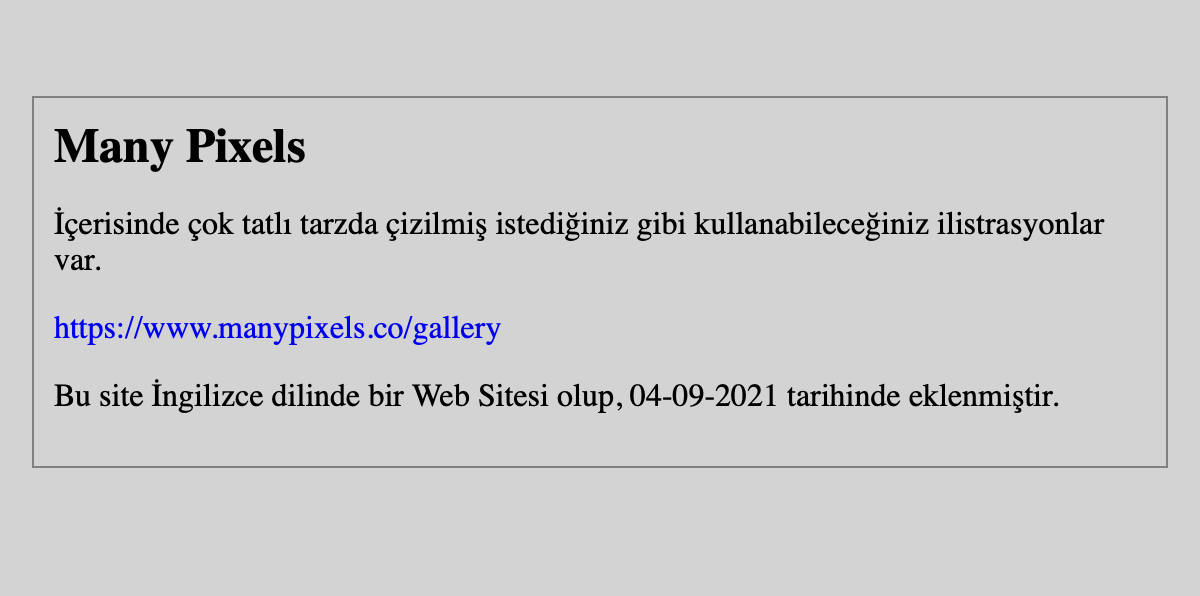 Many Pixels
İçerisinde çok tatlı tarzda çizilmiş istediğiniz gibi kullanabileceğiniz ilistrasyonlar
var.
https://www.manypixels.co/gallery
Bu site İngilizce dilinde bir Web Sitesi olup, 04-09-2021 tarihinde eklenmiştir.